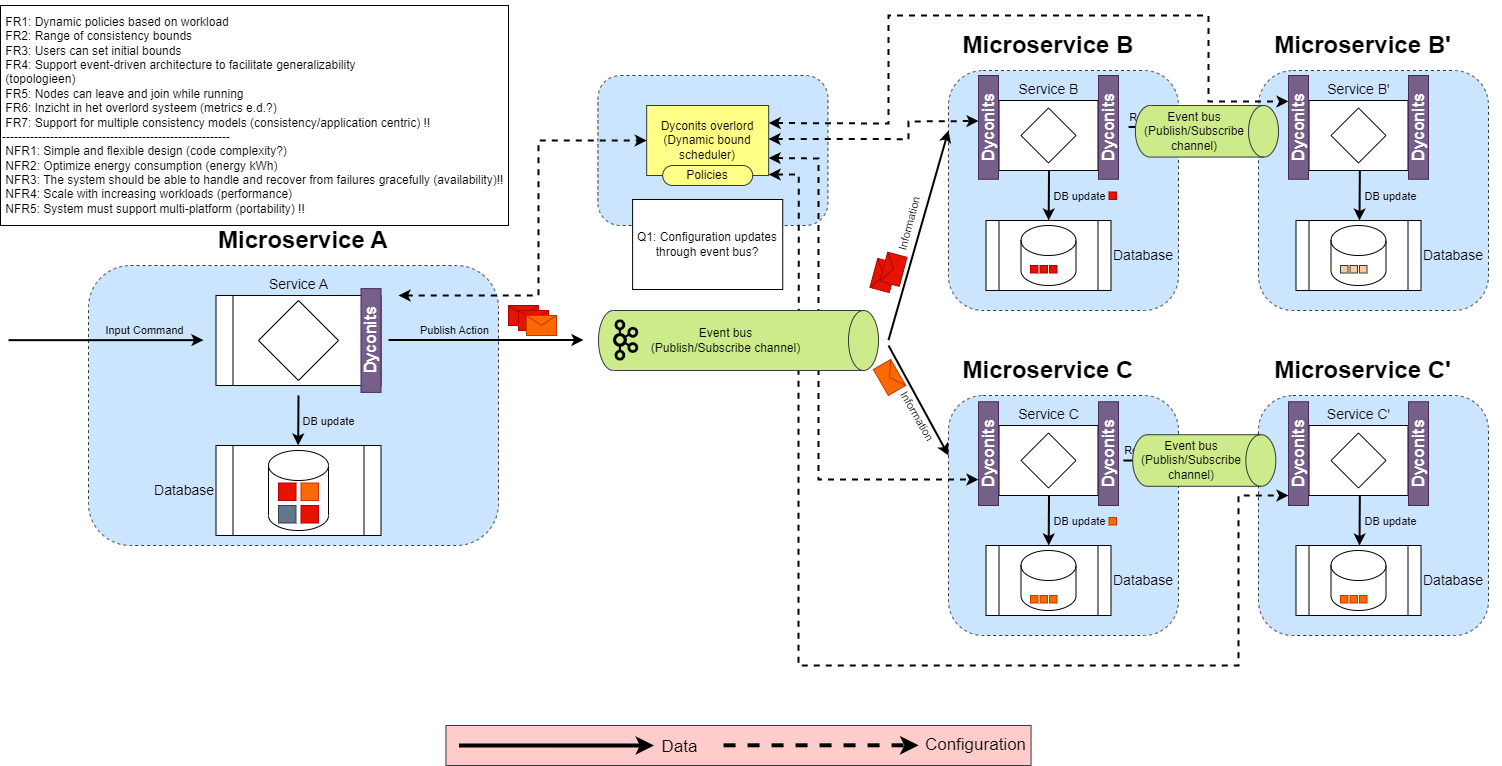 FR1: Dynamic policies based on workload
FR2: Range of consistency bounds
FR3: Users can set initial bounds
FR4: Support event-driven architecture to facilitate generalizability
(topologieen)
FR5: Nodes can leave and join while running
FR6: Inzicht in het overlord systeem (metrics e.d.?)
FR7: Support for multiple consistency models (consistency/application centric) !!
NFR1: Simple and flexible design (code complexity?)
NFR2: Optimize energy consumption (energy kWh)
NFR3: The system should be able to handle and recover from failures gracefully (availability)!!
NFR4: Scale with increasing workloads (performance)
NFR5: System must support multi-platform (portability) !!
Microservice A
Service A
Input Command
Dyconits
Publish Action
DB update
Database
Dyconits overlord
(Dynamic bound
scheduler)
Policies
Q1: Configuration updates
through event bus?
Event bus
(Publish/Subscribe channel)
Information
Information
Microservice B
Service B
Dyconits
Dyconits
R
DB update
Database
Event bus
(Publish/Subscribe
channel)
Microservice B'
Service B'
Dyconits
Dyconits
DB update
Database
Microservice C
Service C
Dyconits
Dyconits
R
DB update
Database
Event bus
(Publish/Subscribe
channel)
Microservice C'
Service C'
Dyconits
Dyconits
DB update
Database
Data
Configuration